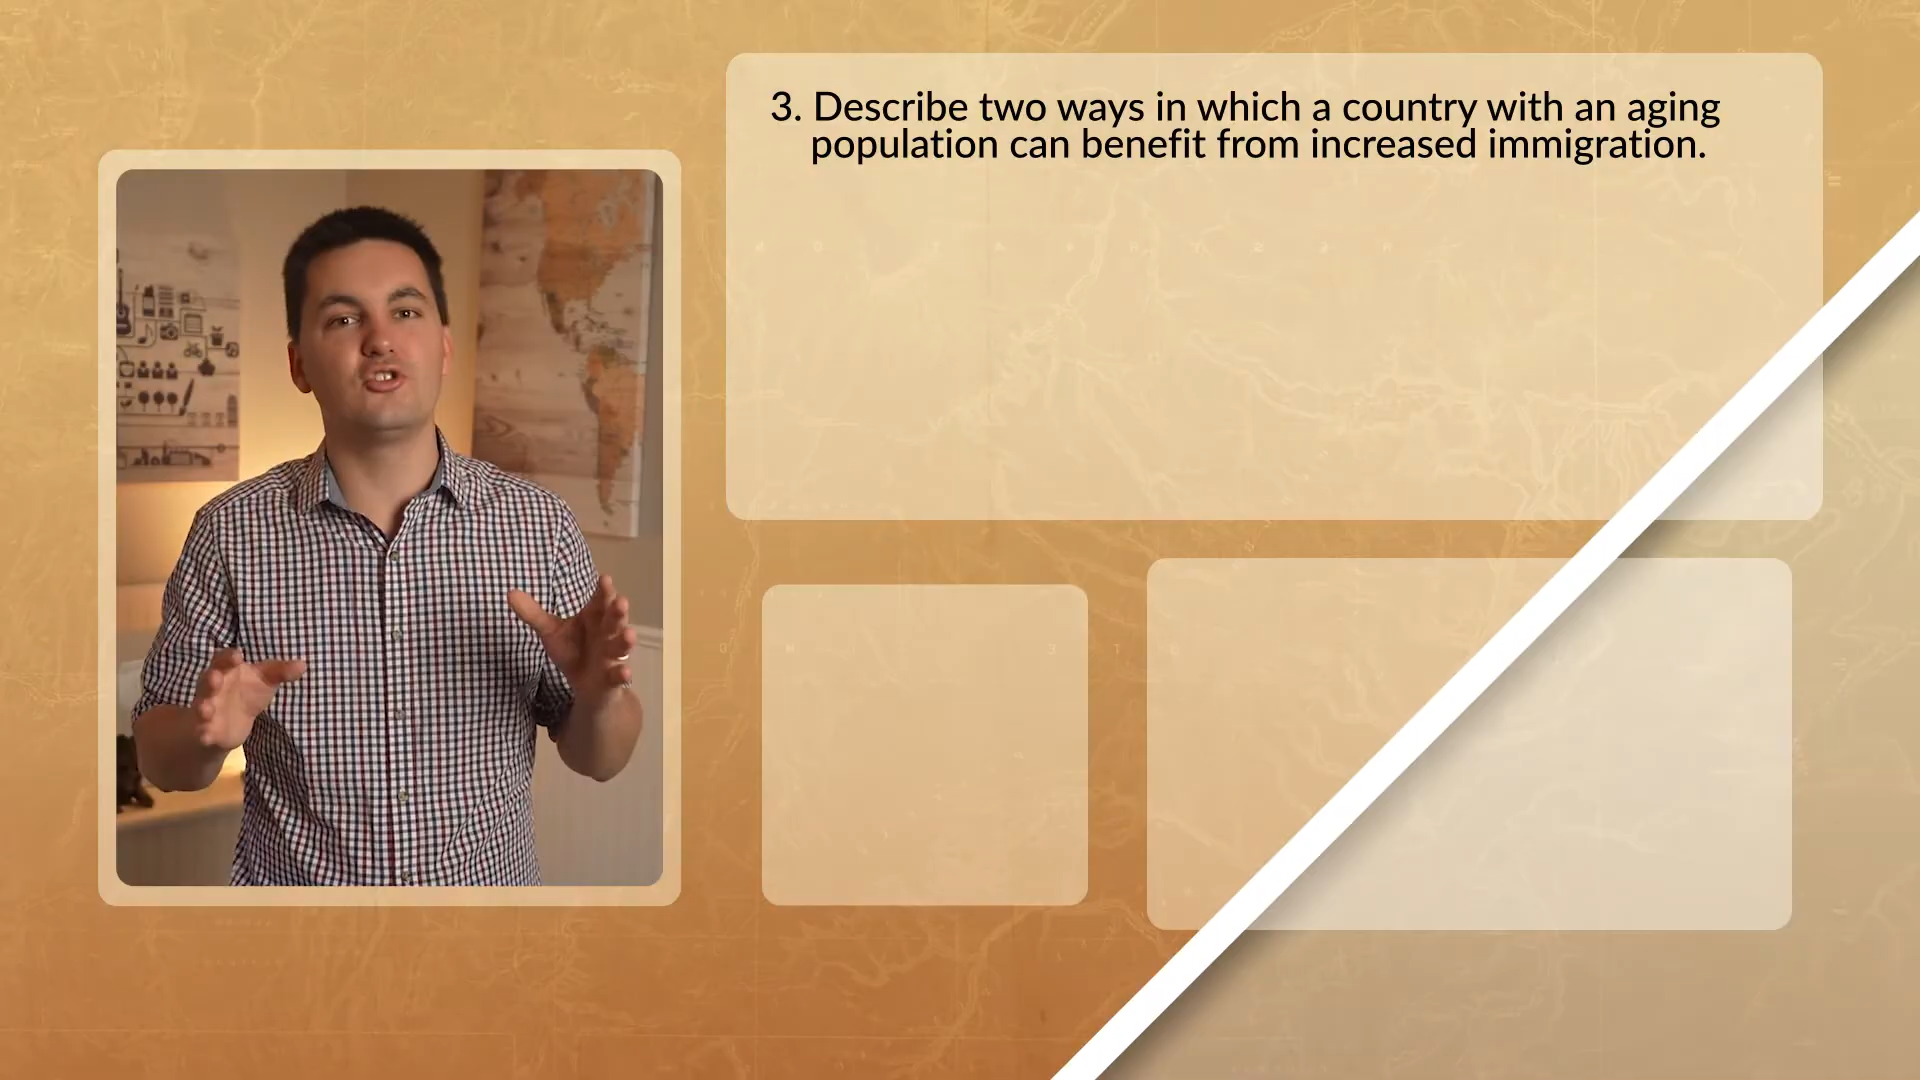 3. Describe two ways in which a country with an aging
population can benefit from increased immigration.